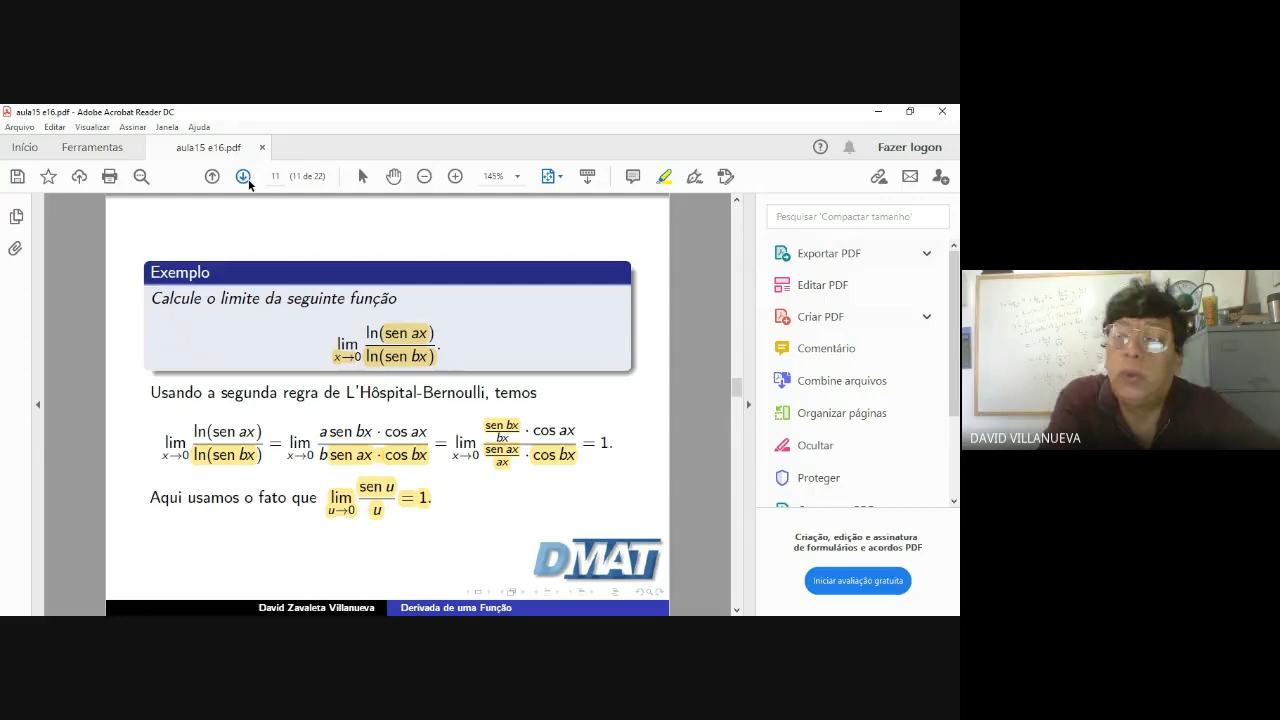 aula15 e16.pdf - Adobe Acrobat Reader DC
Arquivo Editar Visualizar Assinar Janela Ajuda
Início Ferramentas aula15 e16.pdf × Fazer logon
11 (11 de 22) 145%
Exemplo
Calcule o limite da seguinte função
lim x→0 ln(sen ax) / ln(sen bx).
Usando a segunda regra de L'Hôspital-Bernoulli, temos
lim x→0 ln(sen ax) / ln(sen bx) = lim x→0 a sen bx · cos ax / b sen ax · cos bx = lim x→0 (sen bx / bx · cos ax) / (sen ax / ax · cos bx) = 1.
Aqui usamos o fato que lim u→0 sen u / u = 1.
DMAT
David Zavaleta Villanueva Derivada de uma Função
Pesquisar 'Compactar tamanho'
Exportar PDF
Editar PDF
Criar PDF
Comentário
Combine arquivos
Organizar páginas
Ocultar
Proteger
Criação, edição e assinatura
de formulários e acordos PDF
Iniciar avaliação gratuita
DAVID VILLANUEVA